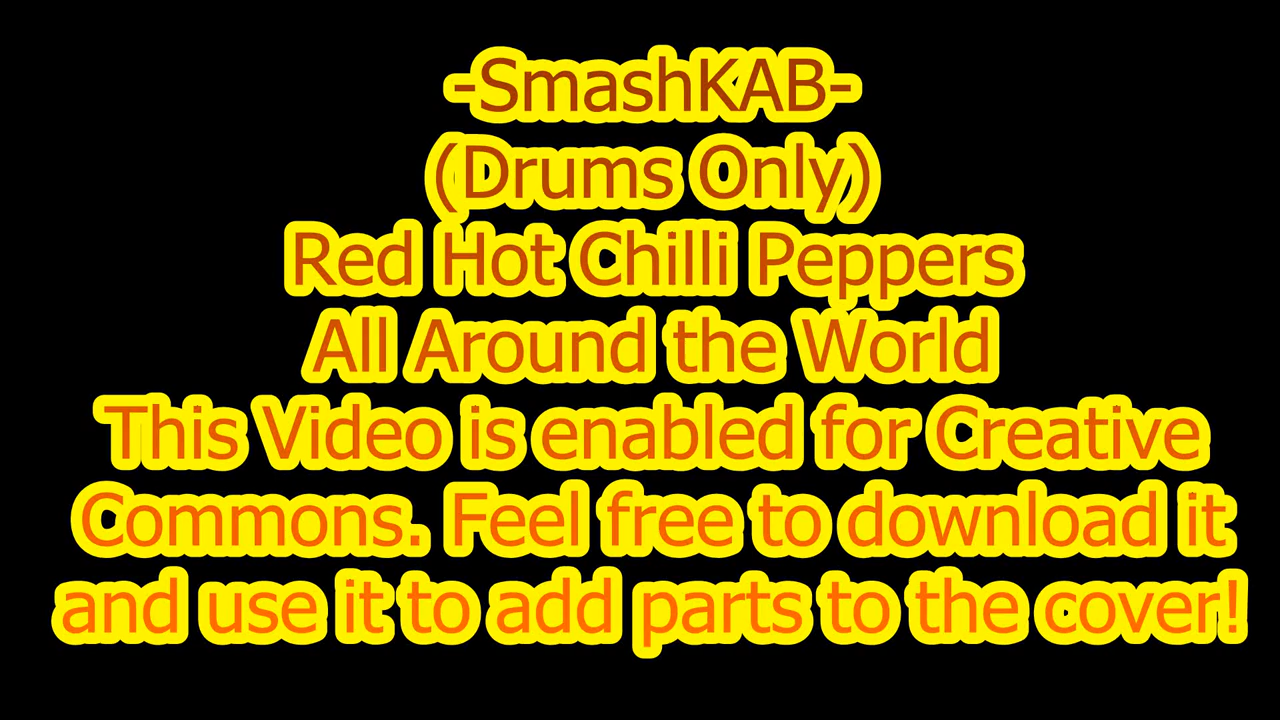 -SmashKAB-
(Drums Only)
Red Hot Chilli Peppers
All Around the World
This Video is enabled for Creative
Commons. Feel free to download it
and use it to add parts to the cover!